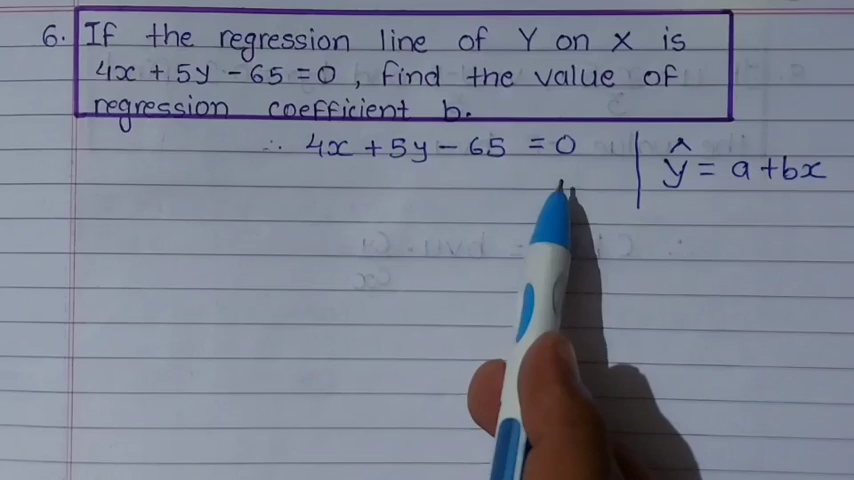 6. If the regression line of Y on X is
4x + 5y - 65 = 0, find the value of
regression coefficient b.
∴ 4x + 5y - 65 = 0 | ŷ = a + bx